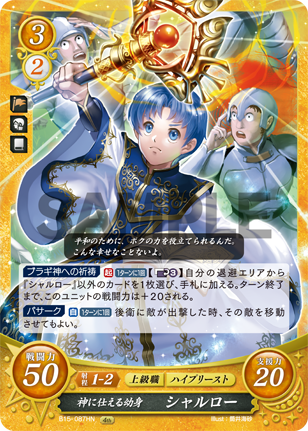 3
2
SAMPLE
平和のために、ボクの力を役立てられるんだ。
こんな幸せなことないよ。
ブラギ神への祈祷 起 1ターンに1回 [3]自分の退避エリアから
『シャルロー』以外のカードを1枚選び、手札に加える。ターン終了
まで、このユニットの戦闘力は+20される。
バサーク 自 1ターンに1回 後衛に敵が出撃した時、その敵を移動
させてもよい。
戦闘力
50
射程 1-2
上級職
ハイプリースト
支援力
20
神に仕える幼身 シャルロー
B15-087HN